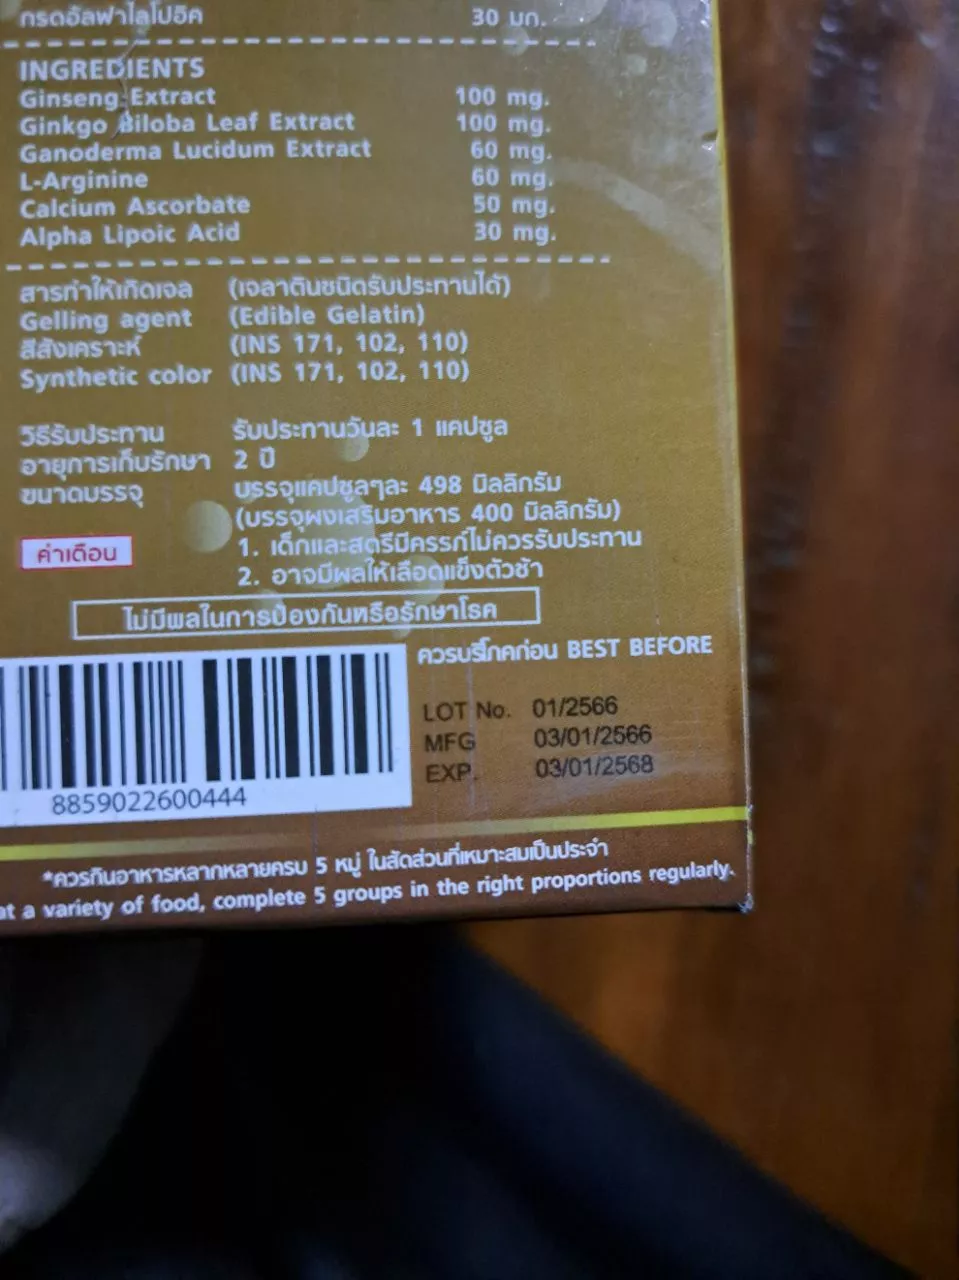 กรดอัลฟาไลโปอิค 30 มก.
INGREDIENTS
Ginseng Extract 100 mg.
Ginkgo Biloba Leaf Extract 100 mg.
Ganoderma Lucidum Extract 60 mg.
L-Arginine 60 mg.
Calcium Ascorbate 50 mg.
Alpha Lipoic Acid 30 mg.
สารทำให้เกิดเจล (เจลาตินชนิดรับประทานได้)
Gelling agent (Edible Gelatin)
สีสังเคราะห์ (INS 171, 102, 110)
Synthetic color (INS 171, 102, 110)
วิธีรับประทาน รับประทานวันละ 1 แคปซูล
อายุการเก็บรักษา 2 ปี
ขนาดบรรจุ บรรจุแคปซูลๆละ 498 มิลลิกรัม
(บรรจุผงเสริมอาหาร 400 มิลลิกรัม)
คำเตือน 1. เด็กและสตรีมีครรภ์ไม่ควรรับประทาน
2. อาจมีผลให้เลือดแข็งตัวช้า
ไม่มีผลในการป้องกันหรือรักษาโรค
ควรบริโภคก่อน BEST BEFORE
LOT No. 01/2566
MFG 03/01/2566
EXP. 03/01/2568
8859022600444
*ควรกินอาหารหลากหลายครบ 5 หมู่ ในสัดส่วนที่เหมาะสมเป็นประจำ
at a variety of food, complete 5 groups in the right proportions regularly.